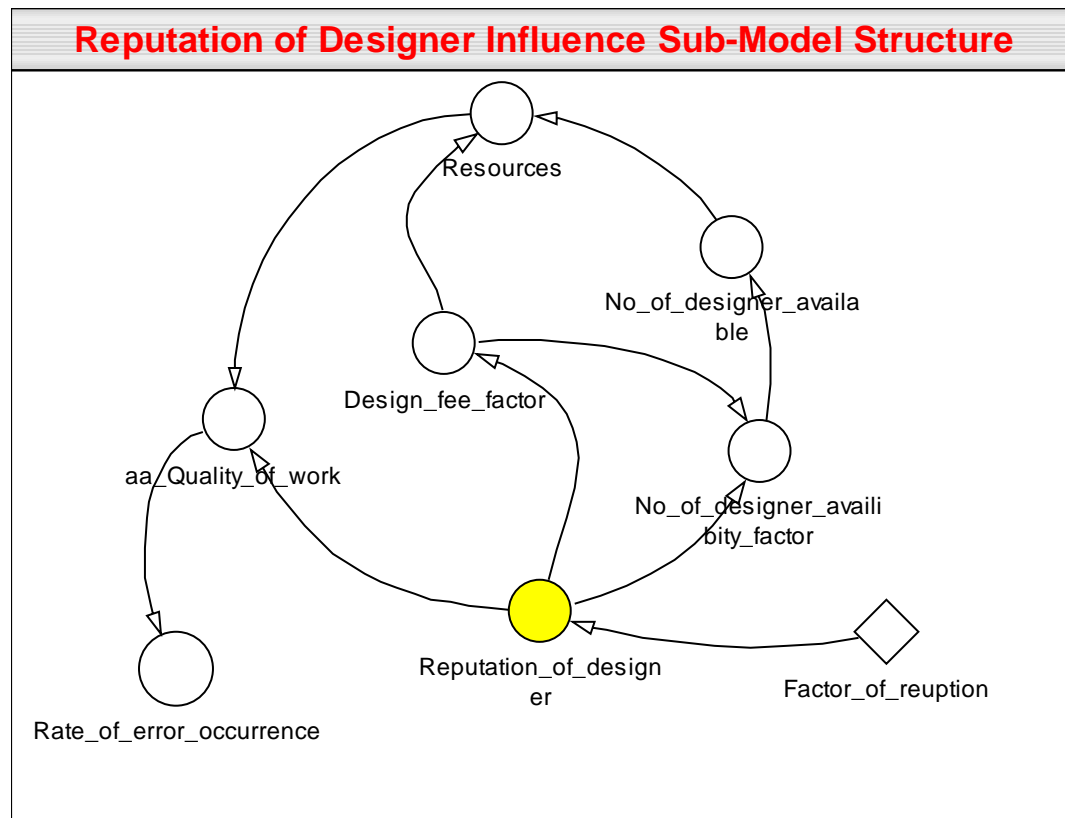 Reputation of Designer Influence Sub-Model Structure
Resources
No_of_designer_availa
ble
Design_fee_factor
aa_Quality_of_work
No_of_designer_availi
bity_factor
Reputation_of_design
er
Factor_of_reuption
Rate_of_error_occurrence